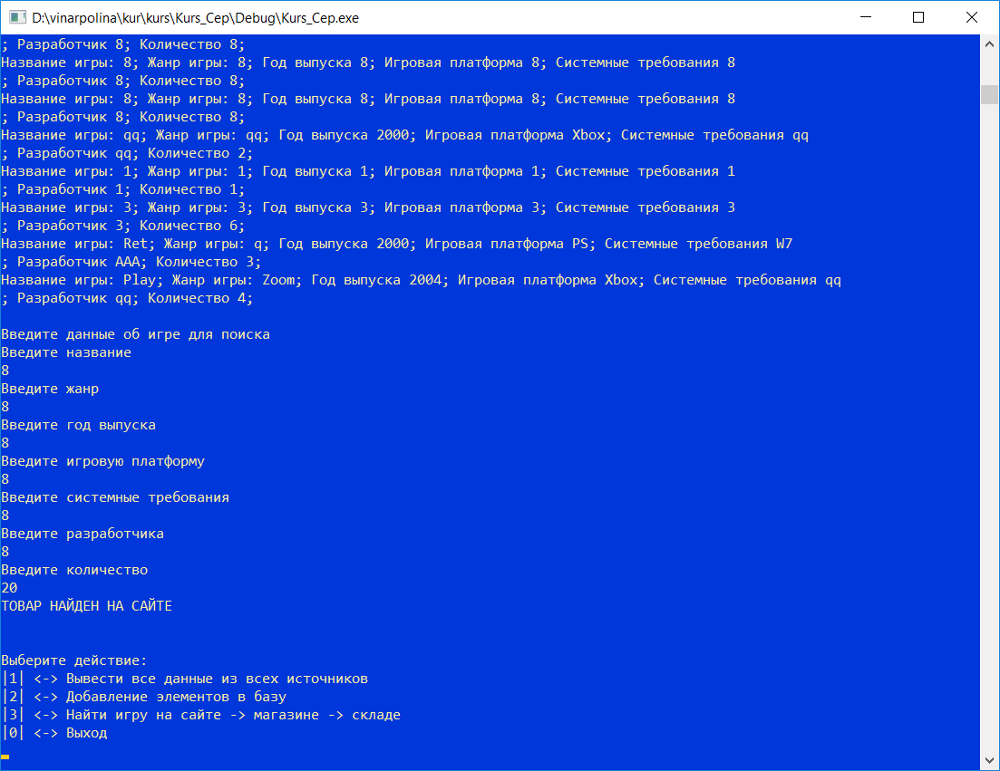 D:\vinarpolina\kur\kurs\Kurs_Cep\Debug\Kurs_Cep.exe
; Разработчик 8; Количество 8;
Название игры: 8; Жанр игры: 8; Год выпуска 8; Игровая платформа 8; Системные требования 8
; Разработчик 8; Количество 8;
Название игры: 8; Жанр игры: 8; Год выпуска 8; Игровая платформа 8; Системные требования 8
; Разработчик 8; Количество 8;
Название игры: qq; Жанр игры: qq; Год выпуска 2000; Игровая платформа Xbox; Системные требования qq
; Разработчик qq; Количество 2;
Название игры: 1; Жанр игры: 1; Год выпуска 1; Игровая платформа 1; Системные требования 1
; Разработчик 1; Количество 1;
Название игры: 3; Жанр игры: 3; Год выпуска 3; Игровая платформа 3; Системные требования 3
; Разработчик 3; Количество 6;
Название игры: Ret; Жанр игры: q; Год выпуска 2000; Игровая платформа PS; Системные требования W7
; Разработчик AAA; Количество 3;
Название игры: Play; Жанр игры: Zoom; Год выпуска 2004; Игровая платформа Xbox; Системные требования qq
; Разработчик qq; Количество 4;
Введите данные об игре для поиска
Введите название
8
Введите жанр
8
Введите год выпуска
8
Введите игровую платформу
8
Введите системные требования
8
Введите разработчика
8
Введите количество
20
ТОВАР НАЙДЕН НА САЙТЕ
Выберите действие:
|1| <-> Вывести все данные из всех источников
|2| <-> Добавление элементов в базу
|3| <-> Найти игру на сайте -> магазине -> складе
|0| <-> Выход